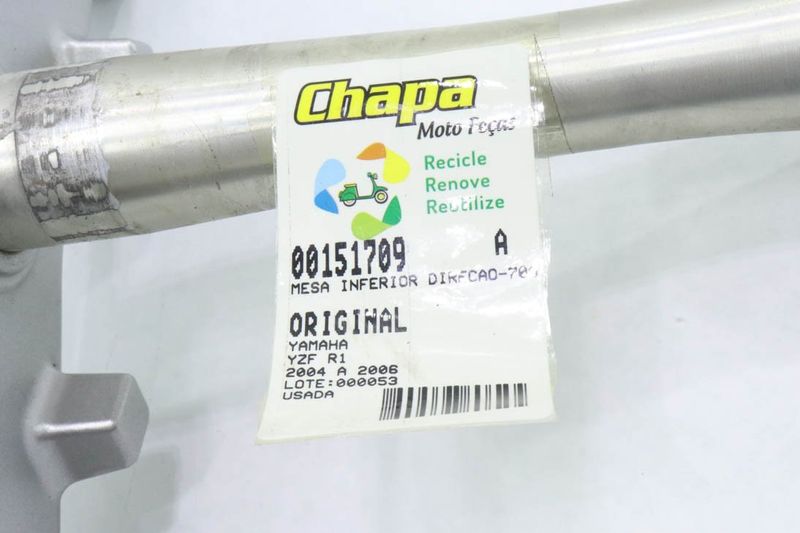 Chapa
Moto Peças
Recicle
Renove
Reutilize
00151709 A
MESA INFERIOR DIRECAO-
ORIGINAL
YAMAHA
YZF R1
2004 A 2006
LOTE:000053
USADA